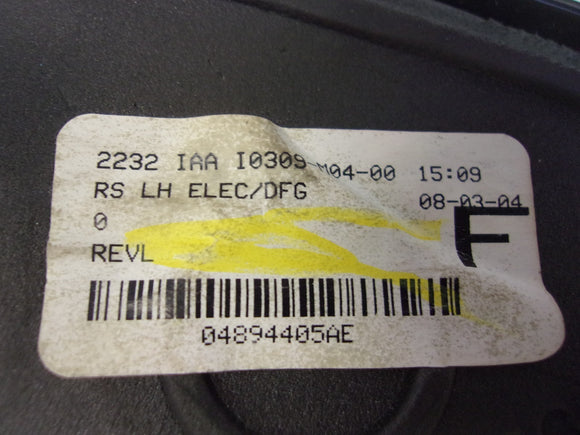 2232 IAA I0309-M04-00 15:09
RS LH ELEC/DFG 08-03-04
0
REVL F
04894405AE